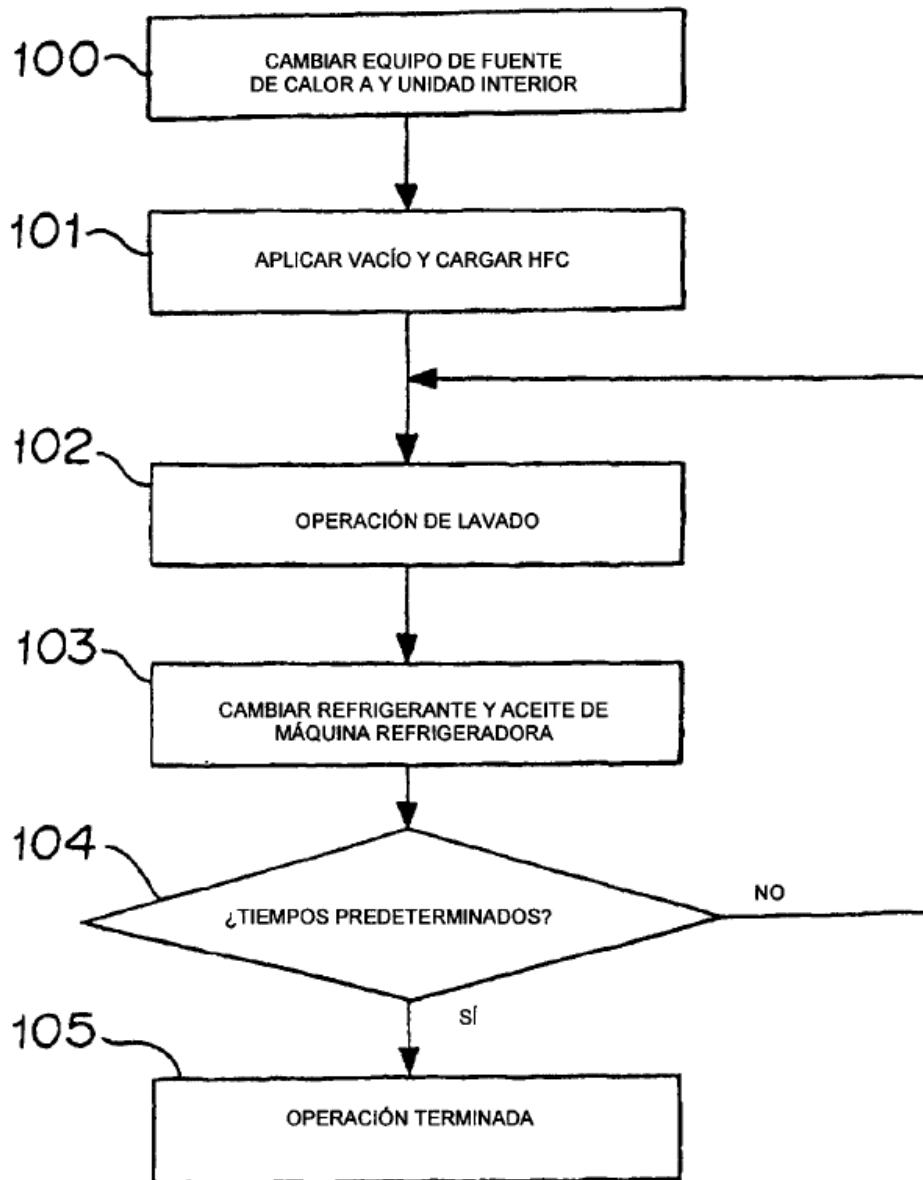 100
CAMBIAR EQUIPO DE FUENTE
DE CALOR A Y UNIDAD INTERIOR
101
APLICAR VACÍO Y CARGAR HFC
102
OPERACIÓN DE LAVADO
103
CAMBIAR REFRIGERANTE Y ACEITE DE
MÁQUINA REFRIGERADORA
104
¿TIEMPOS PREDETERMINADOS?
NO
SÍ
105
OPERACIÓN TERMINADA